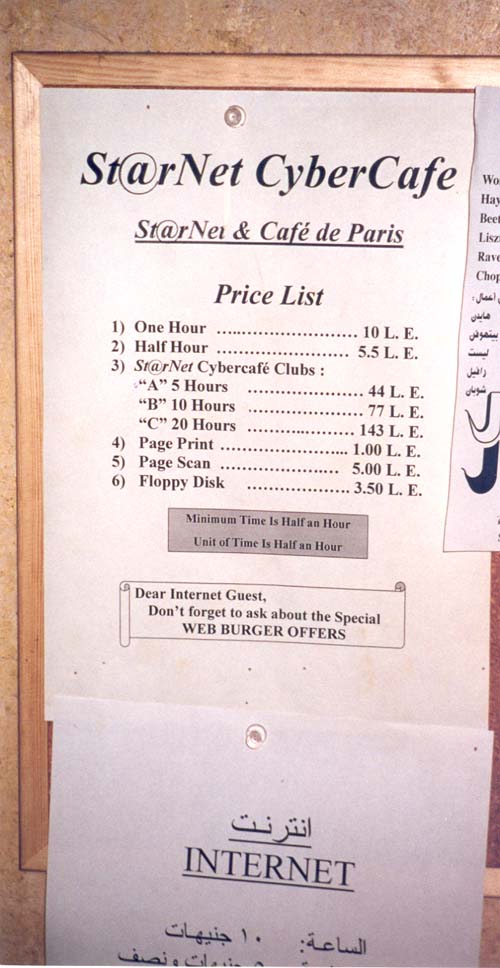 St@rNet CyberCafe
St@rNet & Café de Paris
Price List
1) One Hour ........................... 10 L. E.
2) Half Hour ........................... 5.5 L. E.
3) St@rNet Cybercafé Clubs :
“A” 5 Hours ..................... 44 L. E.
“B” 10 Hours ..................... 77 L. E.
“C” 20 Hours ..................... 143 L. E.
4) Page Print ........................ 1.00 L. E.
5) Page Scan ...................... 5.00 L. E.
6) Floppy Disk ................... 3.50 L. E.
Minimum Time Is Half an Hour
Unit of Time Is Half an Hour
Dear Internet Guest,
Don't forget to ask about the Special
WEB BURGER OFFERS
انترنت
INTERNET
الساعة: ١٠ جنيهات
جنيهات ونصف
Wo
Hay
Beet
Lisz
Rave
Chop
اعمال :
هايدن
بيتهوفن
ليست
رافيل
شوبان